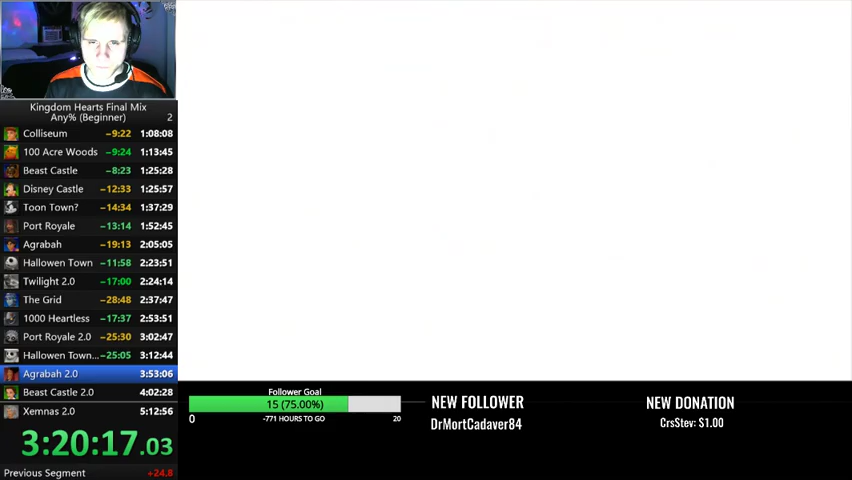 Kingdom Hearts Final Mix
Any% (Beginner) 2
Colliseum −9:22 1:08:08
100 Acre Woods −9:24 1:13:45
Beast Castle −8:23 1:25:28
Disney Castle −12:33 1:25:57
Toon Town? −14:34 1:37:29
Port Royale −13:14 1:52:45
Agrabah −19:13 2:05:05
Hallowen Town −11:58 2:23:51
Twilight 2.0 −17:00 2:24:14
The Grid −28:48 2:37:47
1000 Heartless −17:37 2:53:51
Port Royale 2.0 −25:30 3:02:47
Hallowen Town... −25:05 3:12:44
Agrabah 2.0 3:53:06
Beast Castle 2.0 4:02:28
Xemnas 2.0 5:12:56
3:20:17.03
Previous Segment +24.8
Follower Goal
15 (75.00%)
0 -771 HOURS TO GO 20
NEW FOLLOWER
DrMortCadaver84
NEW DONATION
CrsStev: $1.00